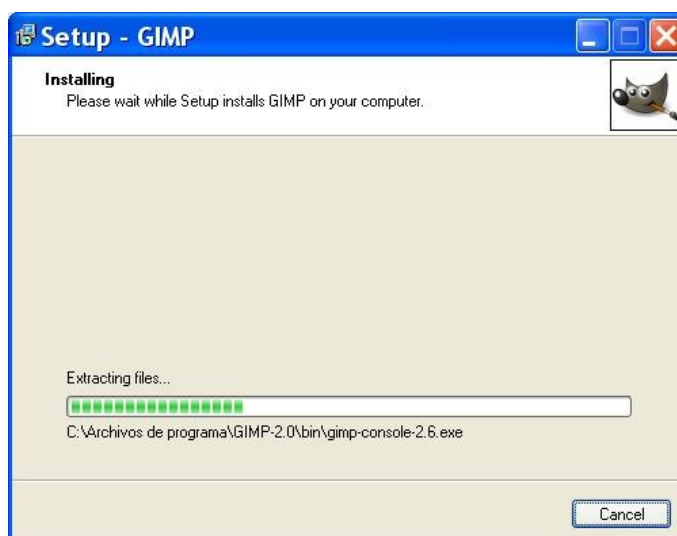 Setup - GIMP
Installing
Please wait while Setup installs GIMP on your computer.
Extracting files...
C:\Archivos de programa\GIMP-2.0\bin\gimp-console-2.6.exe
Cancel